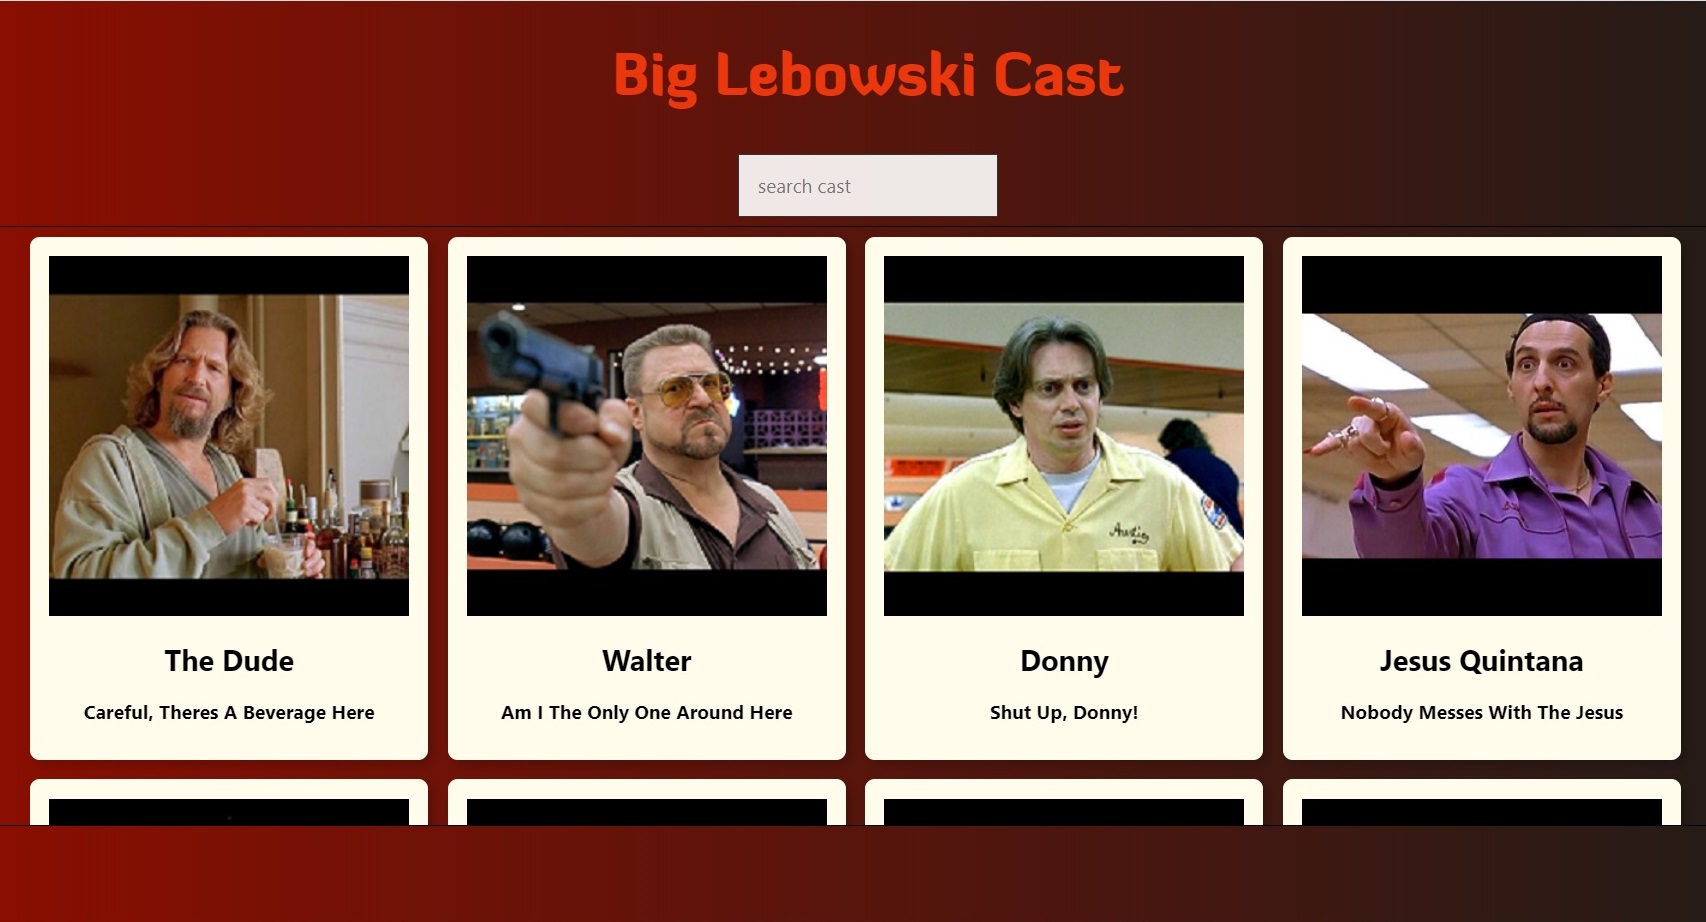 Big Lebowski Cast
search cast
The Dude
Careful, Theres A Beverage Here
Walter
Am I The Only One Around Here
Donny
Shut Up, Donny!
Jesus Quintana
Nobody Messes With The Jesus